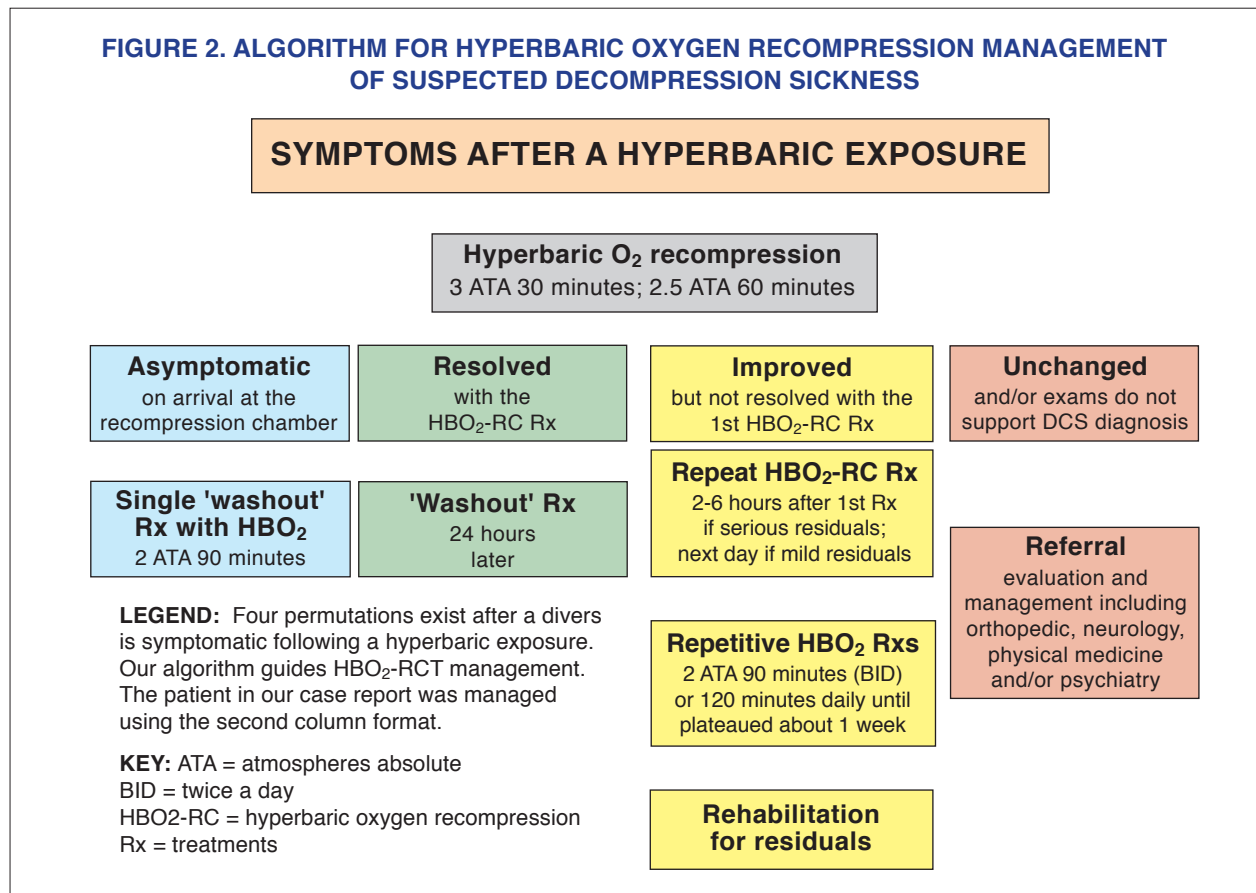 FIGURE 2. ALGORITHM FOR HYPERBARIC OXYGEN RECOMPRESSION MANAGEMENT
OF SUSPECTED DECOMPRESSION SICKNESS
SYMPTOMS AFTER A HYPERBARIC EXPOSURE
Hyperbaric O₂ recompression
3 ATA 30 minutes; 2.5 ATA 60 minutes
Asymptomatic
on arrival at the
recompression chamber
Single 'washout'
Rx with HBO₂
2 ATA 90 minutes
Resolved
with the
HBO₂-RC Rx
'Washout' Rx
24 hours
later
Improved
but not resolved with the
1st HBO₂-RC Rx
Repeat HBO₂-RC Rx
2-6 hours after 1st Rx
if serious residuals;
next day if mild residuals
Repetitive HBO₂ Rxs
2 ATA 90 minutes (BID)
or 120 minutes daily until
plateaued about 1 week
Rehabilitation
for residuals
Unchanged
and/or exams do not
support DCS diagnosis
Referral
evaluation and
management including
orthopedic, neurology,
physical medicine
and/or psychiatry
LEGEND: Four permutations exist after a divers
is symptomatic following a hyperbaric exposure.
Our algorithm guides HBO₂-RCT management.
The patient in our case report was managed
using the second column format.
KEY: ATA = atmospheres absolute
BID = twice a day
HBO2-RC = hyperbaric oxygen recompression
Rx = treatments